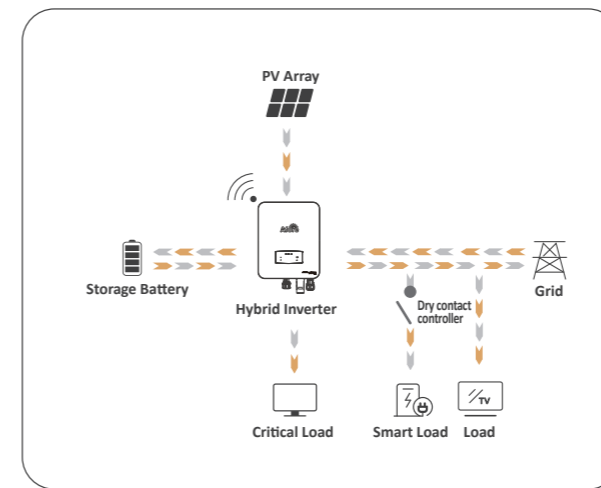 PV Array
Storage Battery
Hybrid Inverter
Grid
Dry contact
controller
TV
Critical Load
Smart Load
Load